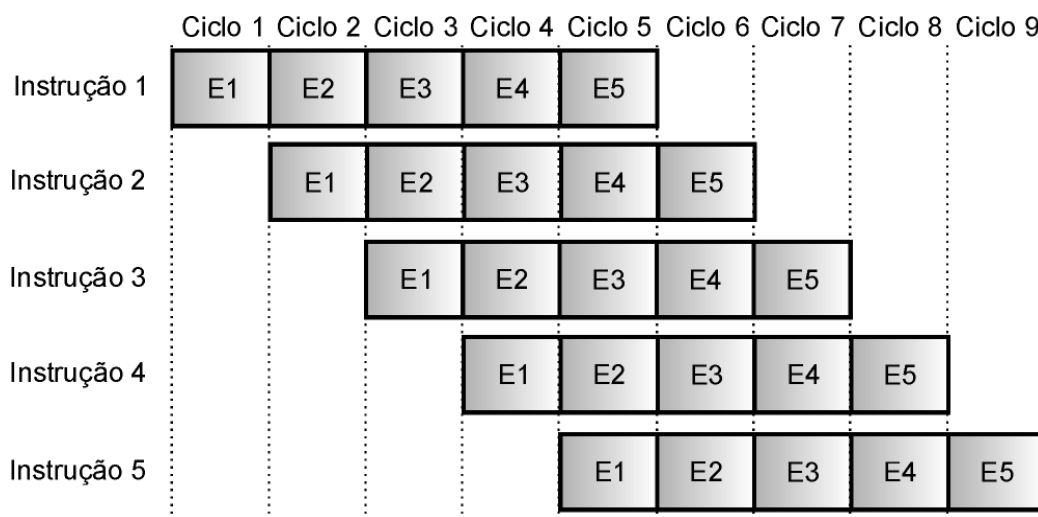 Ciclo 1 Ciclo 2 Ciclo 3 Ciclo 4 Ciclo 5 Ciclo 6 Ciclo 7 Ciclo 8 Ciclo 9
Instrução 1 E1 E2 E3 E4 E5
Instrução 2 E1 E2 E3 E4 E5
Instrução 3 E1 E2 E3 E4 E5
Instrução 4 E1 E2 E3 E4 E5
Instrução 5 E1 E2 E3 E4 E5